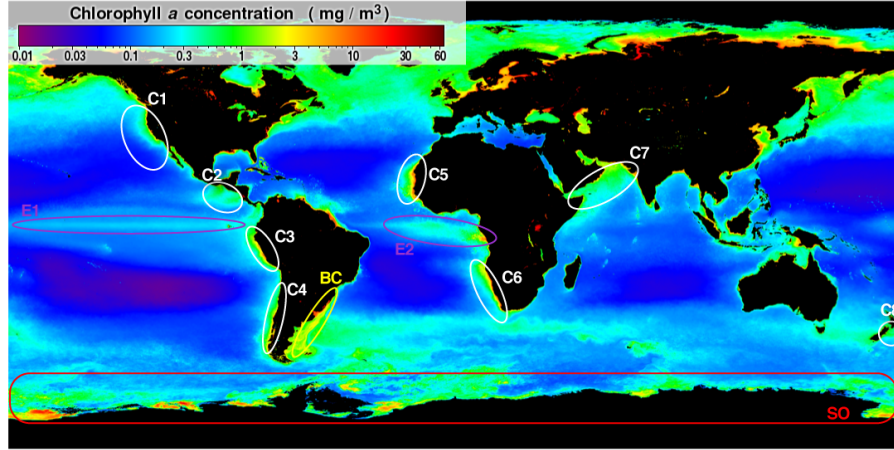 Chlorophyll a concentration ( mg / m³ )
0.01 0.03 0.1 0.3 1 3 10 30 60
C1
C2
C5
C7
E1
E2
C3
C4
BC
C6
SO